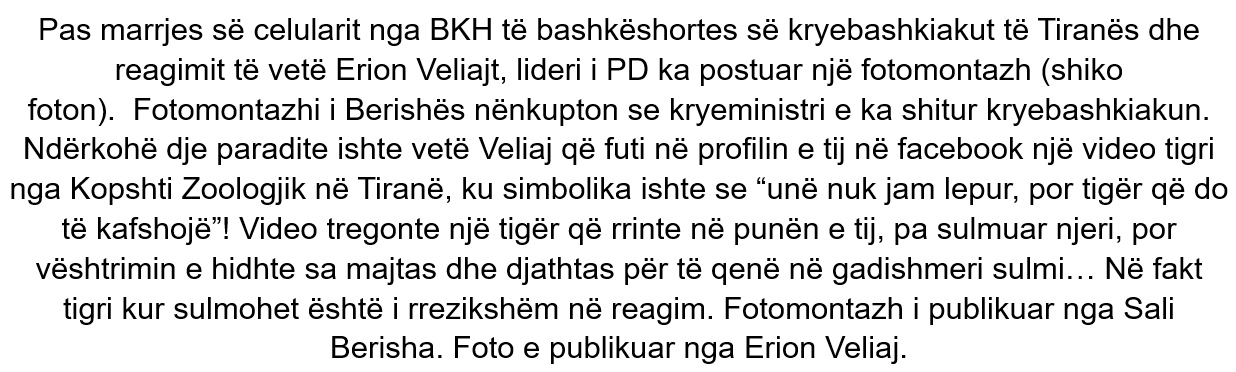 Pas marrjes së celularit nga BKH të bashkëshortes së kryebashkiakut të Tiranës dhe
reagimit të vetë Erion Veliajt, lideri i PD ka postuar një fotomontazh (shiko
foton).  Fotomontazhi i Berishës nënkupton se kryeministri e ka shitur kryebashkiakun.
Ndërkohë dje paradite ishte vetë Veliaj që futi në profilin e tij në facebook një video tigri
nga Kopshti Zoologjik në Tiranë, ku simbolika ishte se “unë nuk jam lepur, por tigër që do
të kafshojë”! Video tregonte një tigër që rrinte në punën e tij, pa sulmuar njeri, por
vështrimin e hidhte sa majtas dhe djathtas për të qenë në gadishmeri sulmi… Në fakt
tigri kur sulmohet është i rrezikshëm në reagim. Fotomontazh i publikuar nga Sali
Berisha. Foto e publikuar nga Erion Veliaj.